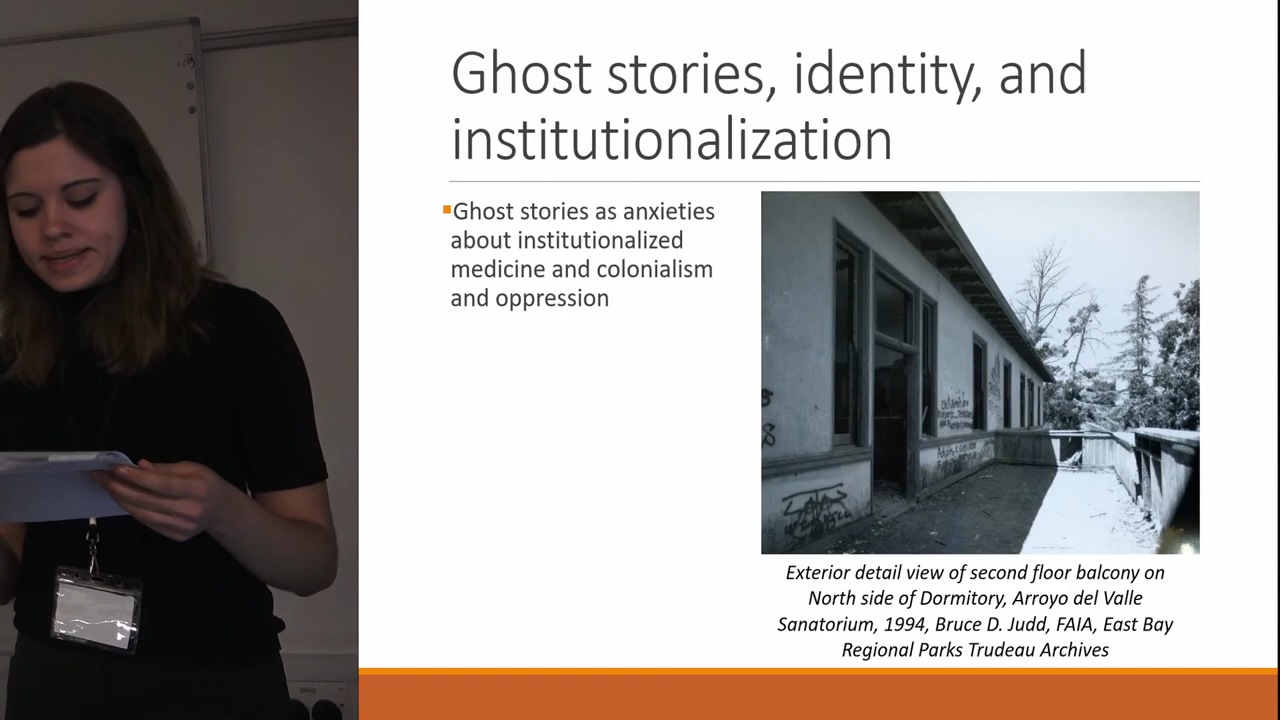 Ghost stories, identity, and
institutionalization
Ghost stories as anxieties
about institutionalized
medicine and colonialism
and oppression
Exterior detail view of second floor balcony on
North side of Dormitory, Arroyo del Valle
Sanatorium, 1994, Bruce D. Judd, FAIA, East Bay
Regional Parks Trudeau Archives